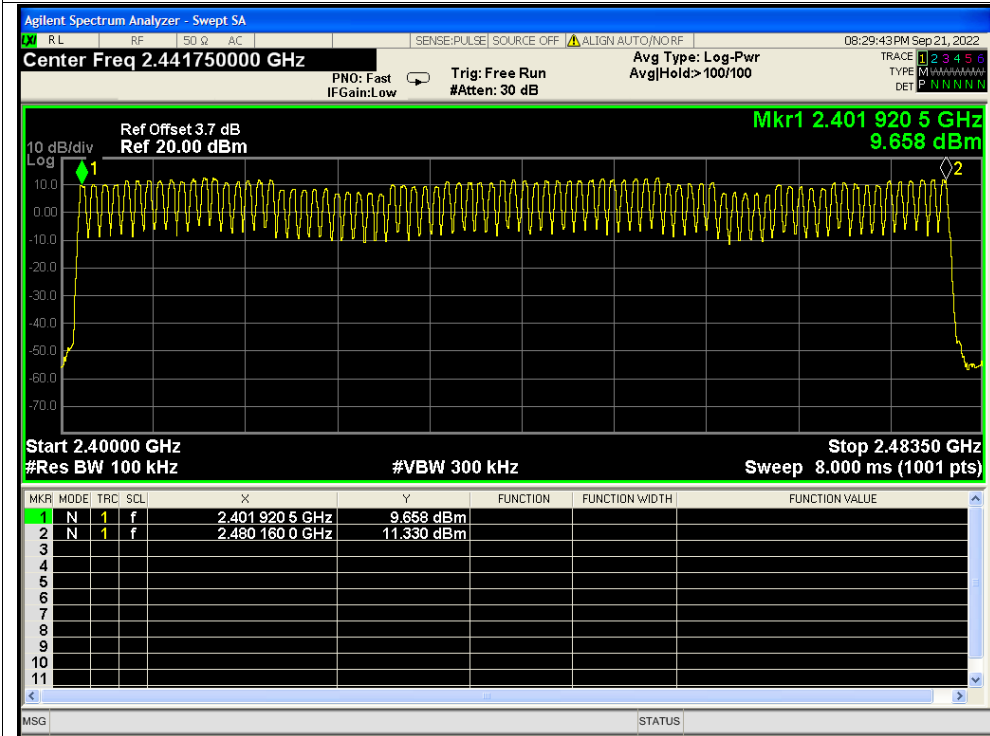 Agilent Spectrum Analyzer - Swept SA
LXI RL RF 50 Ω AC SENSE:PULSE SOURCE OFF ALIGN AUTO/NO RF 08:29:43 PM Sep 21, 2022
Center Freq 2.441750000 GHz Avg Type: Log-Pwr TRACE 1 2 3 4 5 6
PNO: Fast Trig: Free Run Avg|Hold:>100/100 TYPE M
IFGain:Low #Atten: 30 dB DET P N N N N N
Mkr1 2.401 920 5 GHz
Ref Offset 3.7 dB 9.658 dBm
10 dB/div Ref 20.00 dBm
Log
1 2
10.0
0.00
-10.0
-20.0
-30.0
-40.0
-50.0
-60.0
-70.0
Start 2.40000 GHz Stop 2.48350 GHz
#Res BW 100 kHz #VBW 300 kHz Sweep 8.000 ms (1001 pts)
MKR MODE TRC SCL X Y FUNCTION FUNCTION WIDTH FUNCTION VALUE
1 N 1 f 2.401 920 5 GHz 9.658 dBm
2 N 1 f 2.480 160 0 GHz 11.330 dBm
3
4
5
6
7
8
9
10
11
MSG STATUS